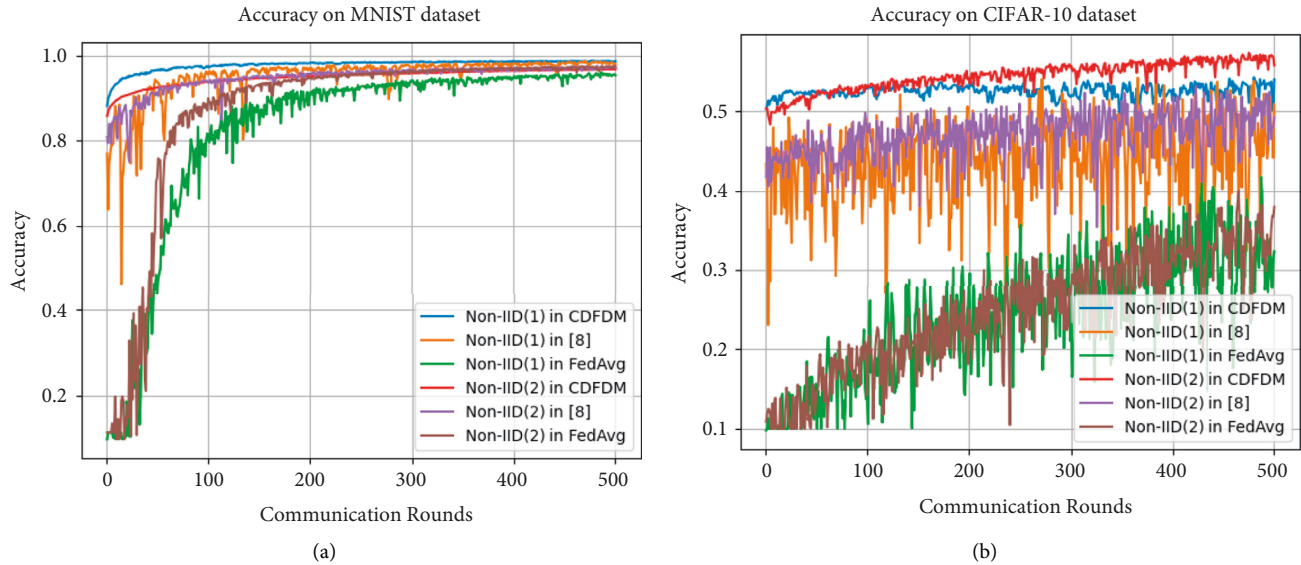 Accuracy on MNIST dataset
1.0
0.8
0.6
0.4
0.2
Accuracy
0
100
200
300
400
500
Communication Rounds
Non-IID(1) in CDFDM
Non-IID(1) in [8]
Non-IID(1) in FedAvg
Non-IID(2) in CDFDM
Non-IID(2) in [8]
Non-IID(2) in FedAvg
(a)
Accuracy on CIFAR-10 dataset
0.5
0.4
0.3
0.2
0.1
Accuracy
0
100
200
300
400
500
Communication Rounds
Non-IID(1) in CDFDM
Non-IID(1) in [8]
Non-IID(1) in FedAvg
Non-IID(2) in CDFDM
Non-IID(2) in [8]
Non-IID(2) in FedAvg
(b)